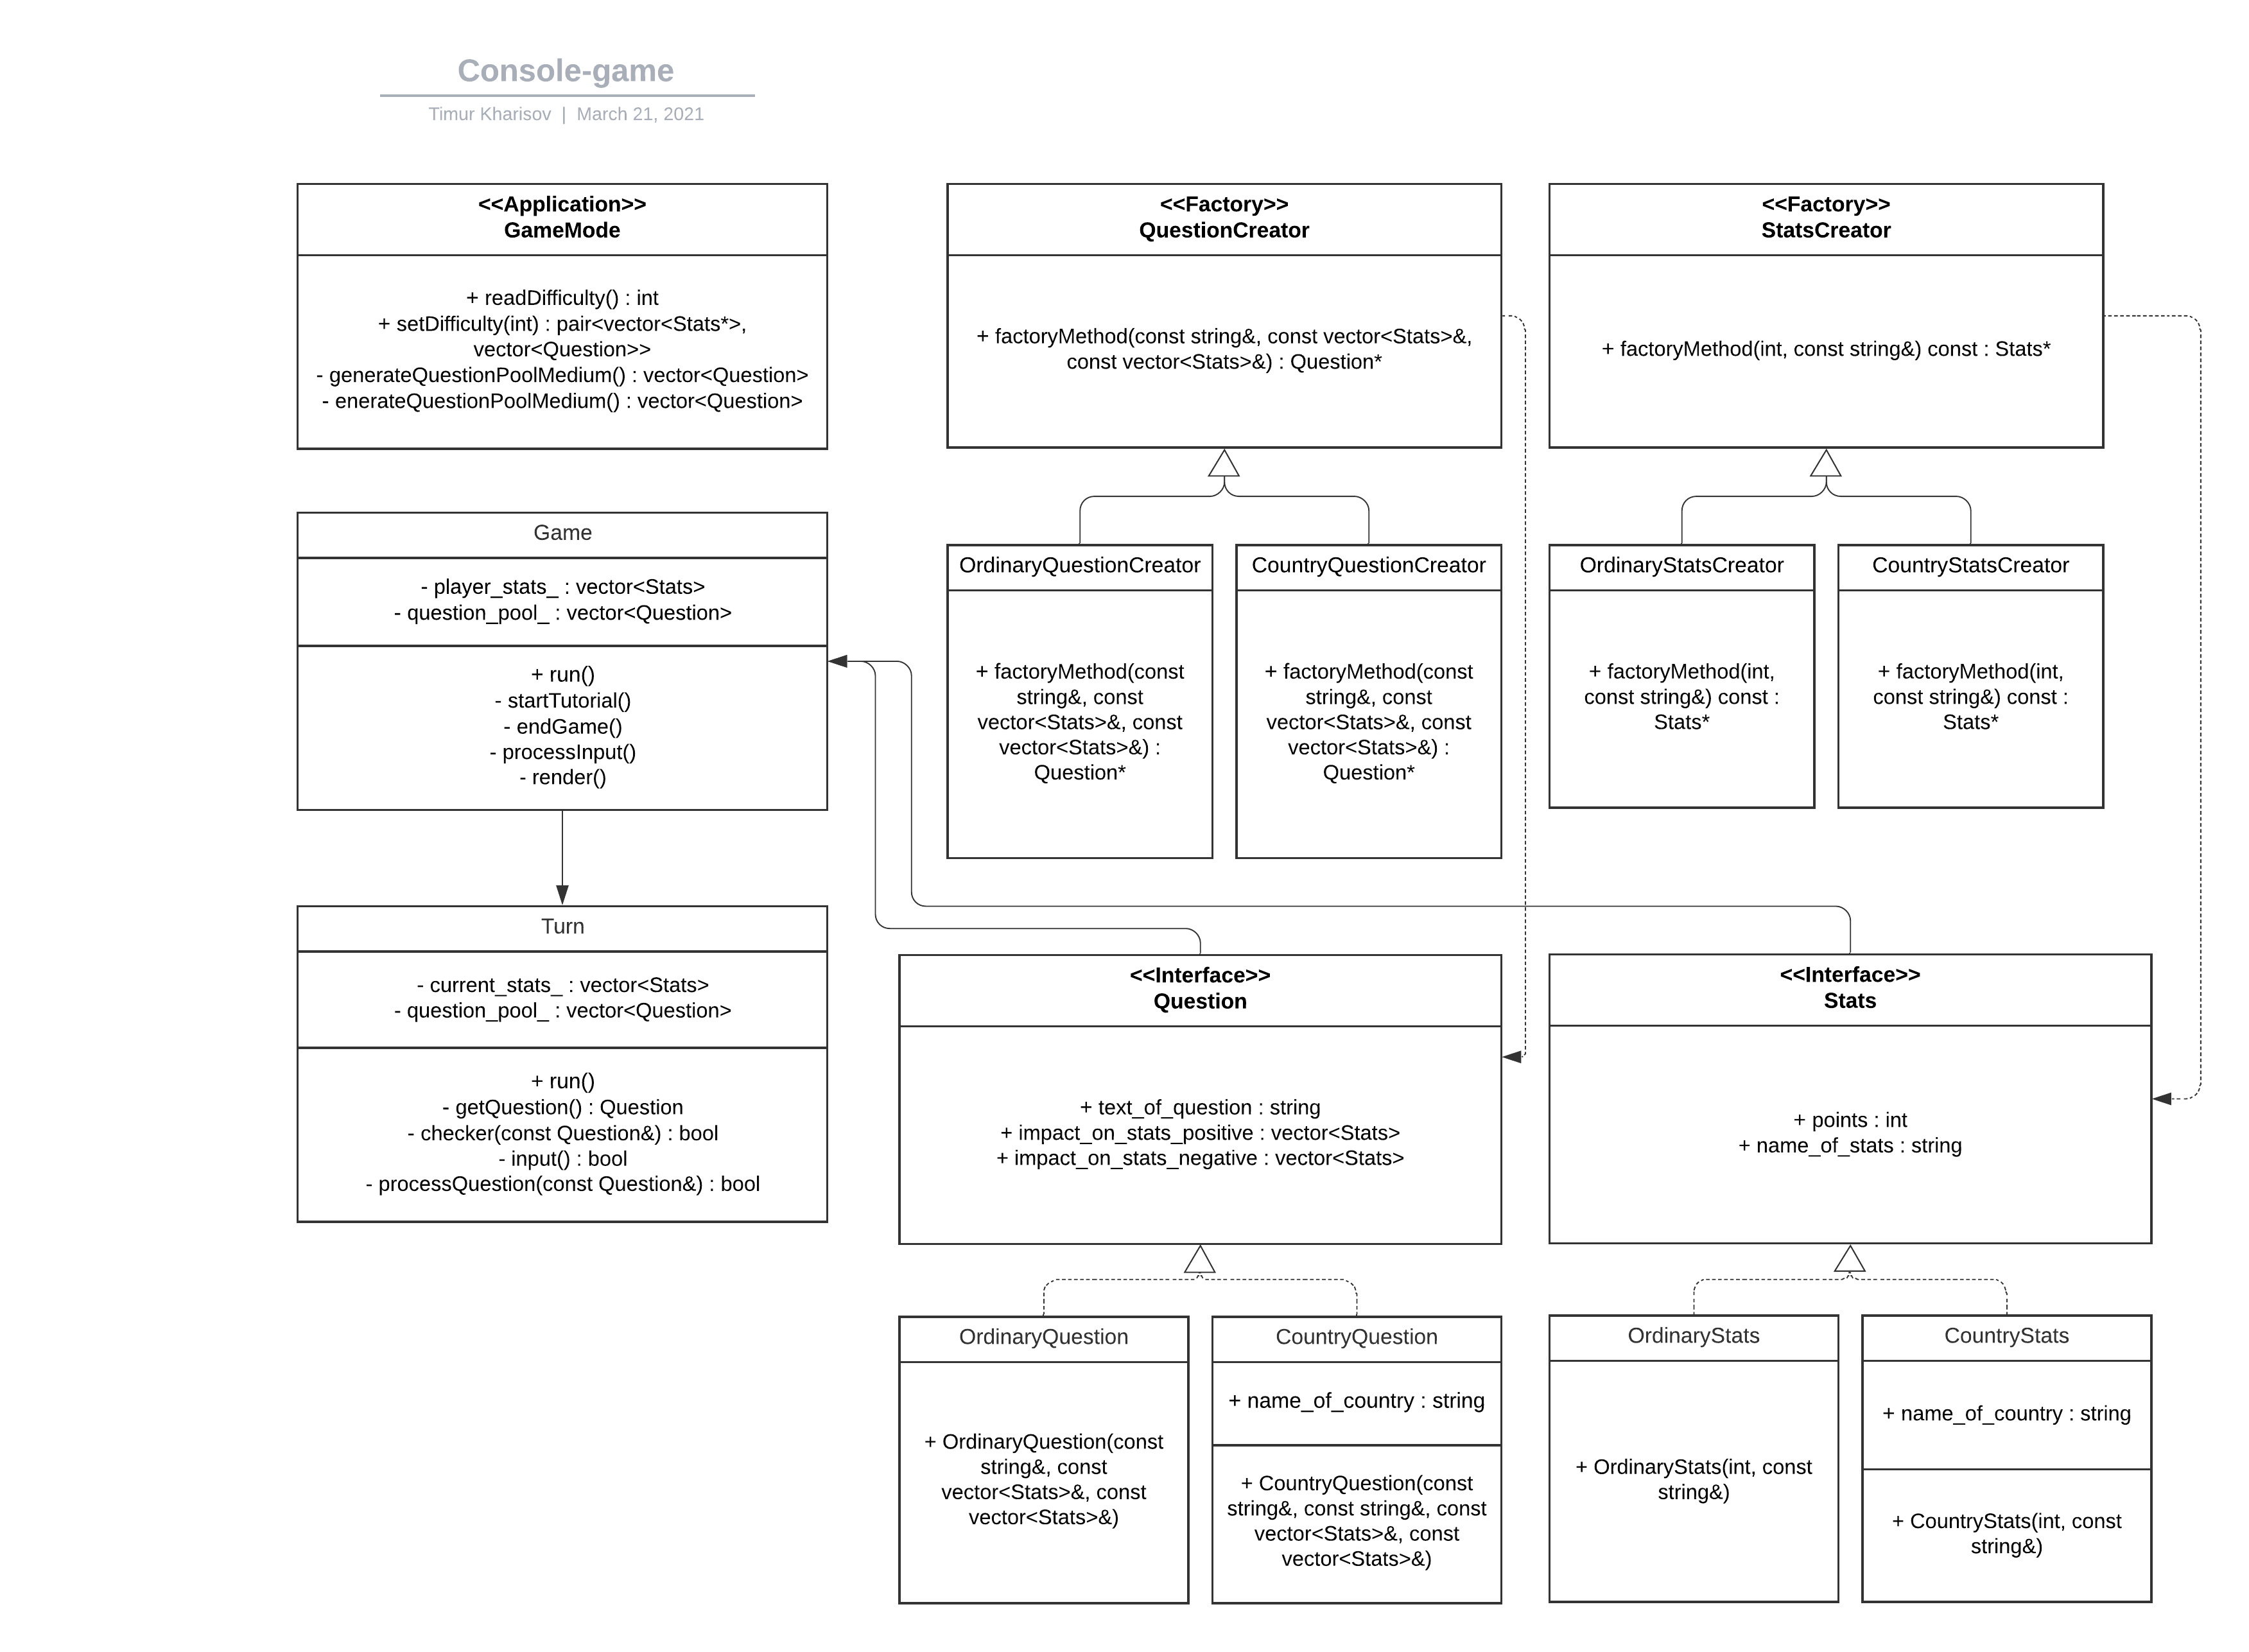 Console-game
Timur Kharisov | March 21, 2021
<<Application>>
GameMode
+ readDifficulty() : int
+ setDifficulty(int) : pair<vector<Stats*>,
vector<Question>>
- generateQuestionPoolMedium() : vector<Question>
- enerateQuestionPoolMedium() : vector<Question>
<<Factory>>
QuestionCreator
+ factoryMethod(const string&, const vector<Stats>&,
const vector<Stats>&) : Question*
<<Factory>>
StatsCreator
+ factoryMethod(int, const string&) const : Stats*
Game
- player_stats_ : vector<Stats>
- question_pool_ : vector<Question>
+ run()
- startTutorial()
- endGame()
- processInput()
- render()
OrdinaryQuestionCreator
+ factoryMethod(const
string&, const
vector<Stats>&, const
vector<Stats>&) :
Question*
CountryQuestionCreator
+ factoryMethod(const
string&, const
vector<Stats>&, const
vector<Stats>&) :
Question*
OrdinaryStatsCreator
+ factoryMethod(int,
const string&) const :
Stats*
CountryStatsCreator
+ factoryMethod(int,
const string&) const :
Stats*
Turn
- current_stats_ : vector<Stats>
- question_pool_ : vector<Question>
+ run()
- getQuestion() : Question
- checker(const Question&) : bool
- input() : bool
- processQuestion(const Question&) : bool
<<Interface>>
Question
+ text_of_question : string
+ impact_on_stats_positive : vector<Stats>
+ impact_on_stats_negative : vector<Stats>
<<Interface>>
Stats
+ points : int
+ name_of_stats : string
OrdinaryQuestion
+ OrdinaryQuestion(const
string&, const
vector<Stats>&, const
vector<Stats>&)
CountryQuestion
+ name_of_country : string
+ CountryQuestion(const
string&, const string&, const
vector<Stats>&, const
vector<Stats>&)
OrdinaryStats
+ OrdinaryStats(int, const
string&)
CountryStats
+ name_of_country : string
+ CountryStats(int, const
string&)